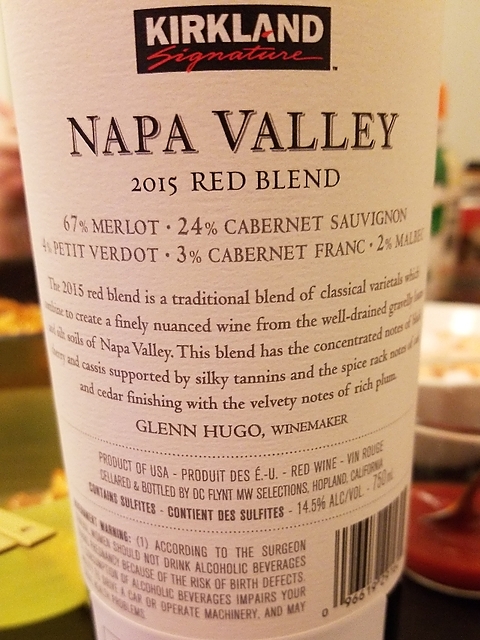 KIRKLAND
Signature™
NAPA VALLEY
2015 RED BLEND
67% MERLOT · 24% CABERNET SAUVIGNON
4% PETIT VERDOT · 3% CABERNET FRANC · 2% MALBEC
The 2015 red blend is a traditional blend of classical varietals which
to create a finely nuanced wine from the well-drained gravelly
silt soils of Napa Valley. This blend has the concentrated notes of
and cassis supported by silky tannins and the spice rack notes
and cedar finishing with the velvety notes of rich plum.
GLENN HUGO, WINEMAKER
PRODUCT OF USA - PRODUIT DES É.-U. - RED WINE - VIN ROUGE
CELLARED & BOTTLED BY DC FLYNT MW SELECTIONS, HOPLAND, CALIFORNIA
CONTAINS SULFITES - CONTIENT DES SULFITES - 14.5% ALC/VOL - 750mL
WARNING: (1) ACCORDING TO THE SURGEON
WOMEN SHOULD NOT DRINK ALCOHOLIC BEVERAGES
PREGNANCY BECAUSE OF THE RISK OF BIRTH DEFECTS.
OF ALCOHOLIC BEVERAGES IMPAIRS YOUR
DRIVE A CAR OR OPERATE MACHINERY, AND MAY
PROBLEMS.
0